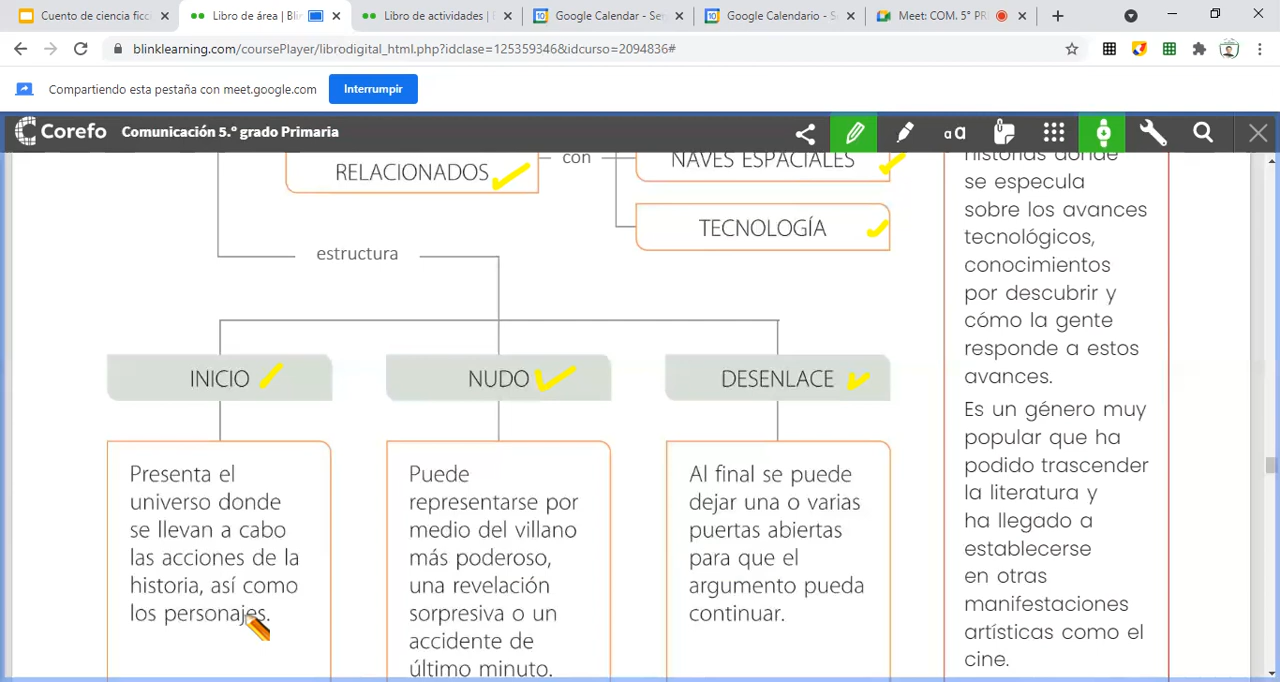 Cuento de ciencia ficci
Libro de área | Bli
Libro de actividades |
Google Calendar - Se
Google Calendario - S
Meet: COM. 5° PR
blinklearning.com/coursePlayer/librodigital_html.php?idclase=125359346&idcurso=2094836#
Compartiendo esta pestaña con meet.google.com
Interrumpir
Corefo
Comunicación 5.º grado Primaria
aa
RELACIONADOS
con
NAVES ESPACIALES
TECNOLOGÍA
estructura
INICIO
NUDO
DESENLACE
Presenta el
universo donde
se llevan a cabo
las acciones de la
historia, así como
los personajes.
Puede
representarse por
medio del villano
más poderoso,
una revelación
sorpresiva o un
accidente de
último minuto.
Al final se puede
dejar una o varias
puertas abiertas
para que el
argumento pueda
continuar.
historias donde
se especula
sobre los avances
tecnológicos,
conocimientos
por descubrir y
cómo la gente
responde a estos
avances.
Es un género muy
popular que ha
podido trascender
la literatura y
ha llegado a
establecerse
en otras
manifestaciones
artísticas como el
cine.